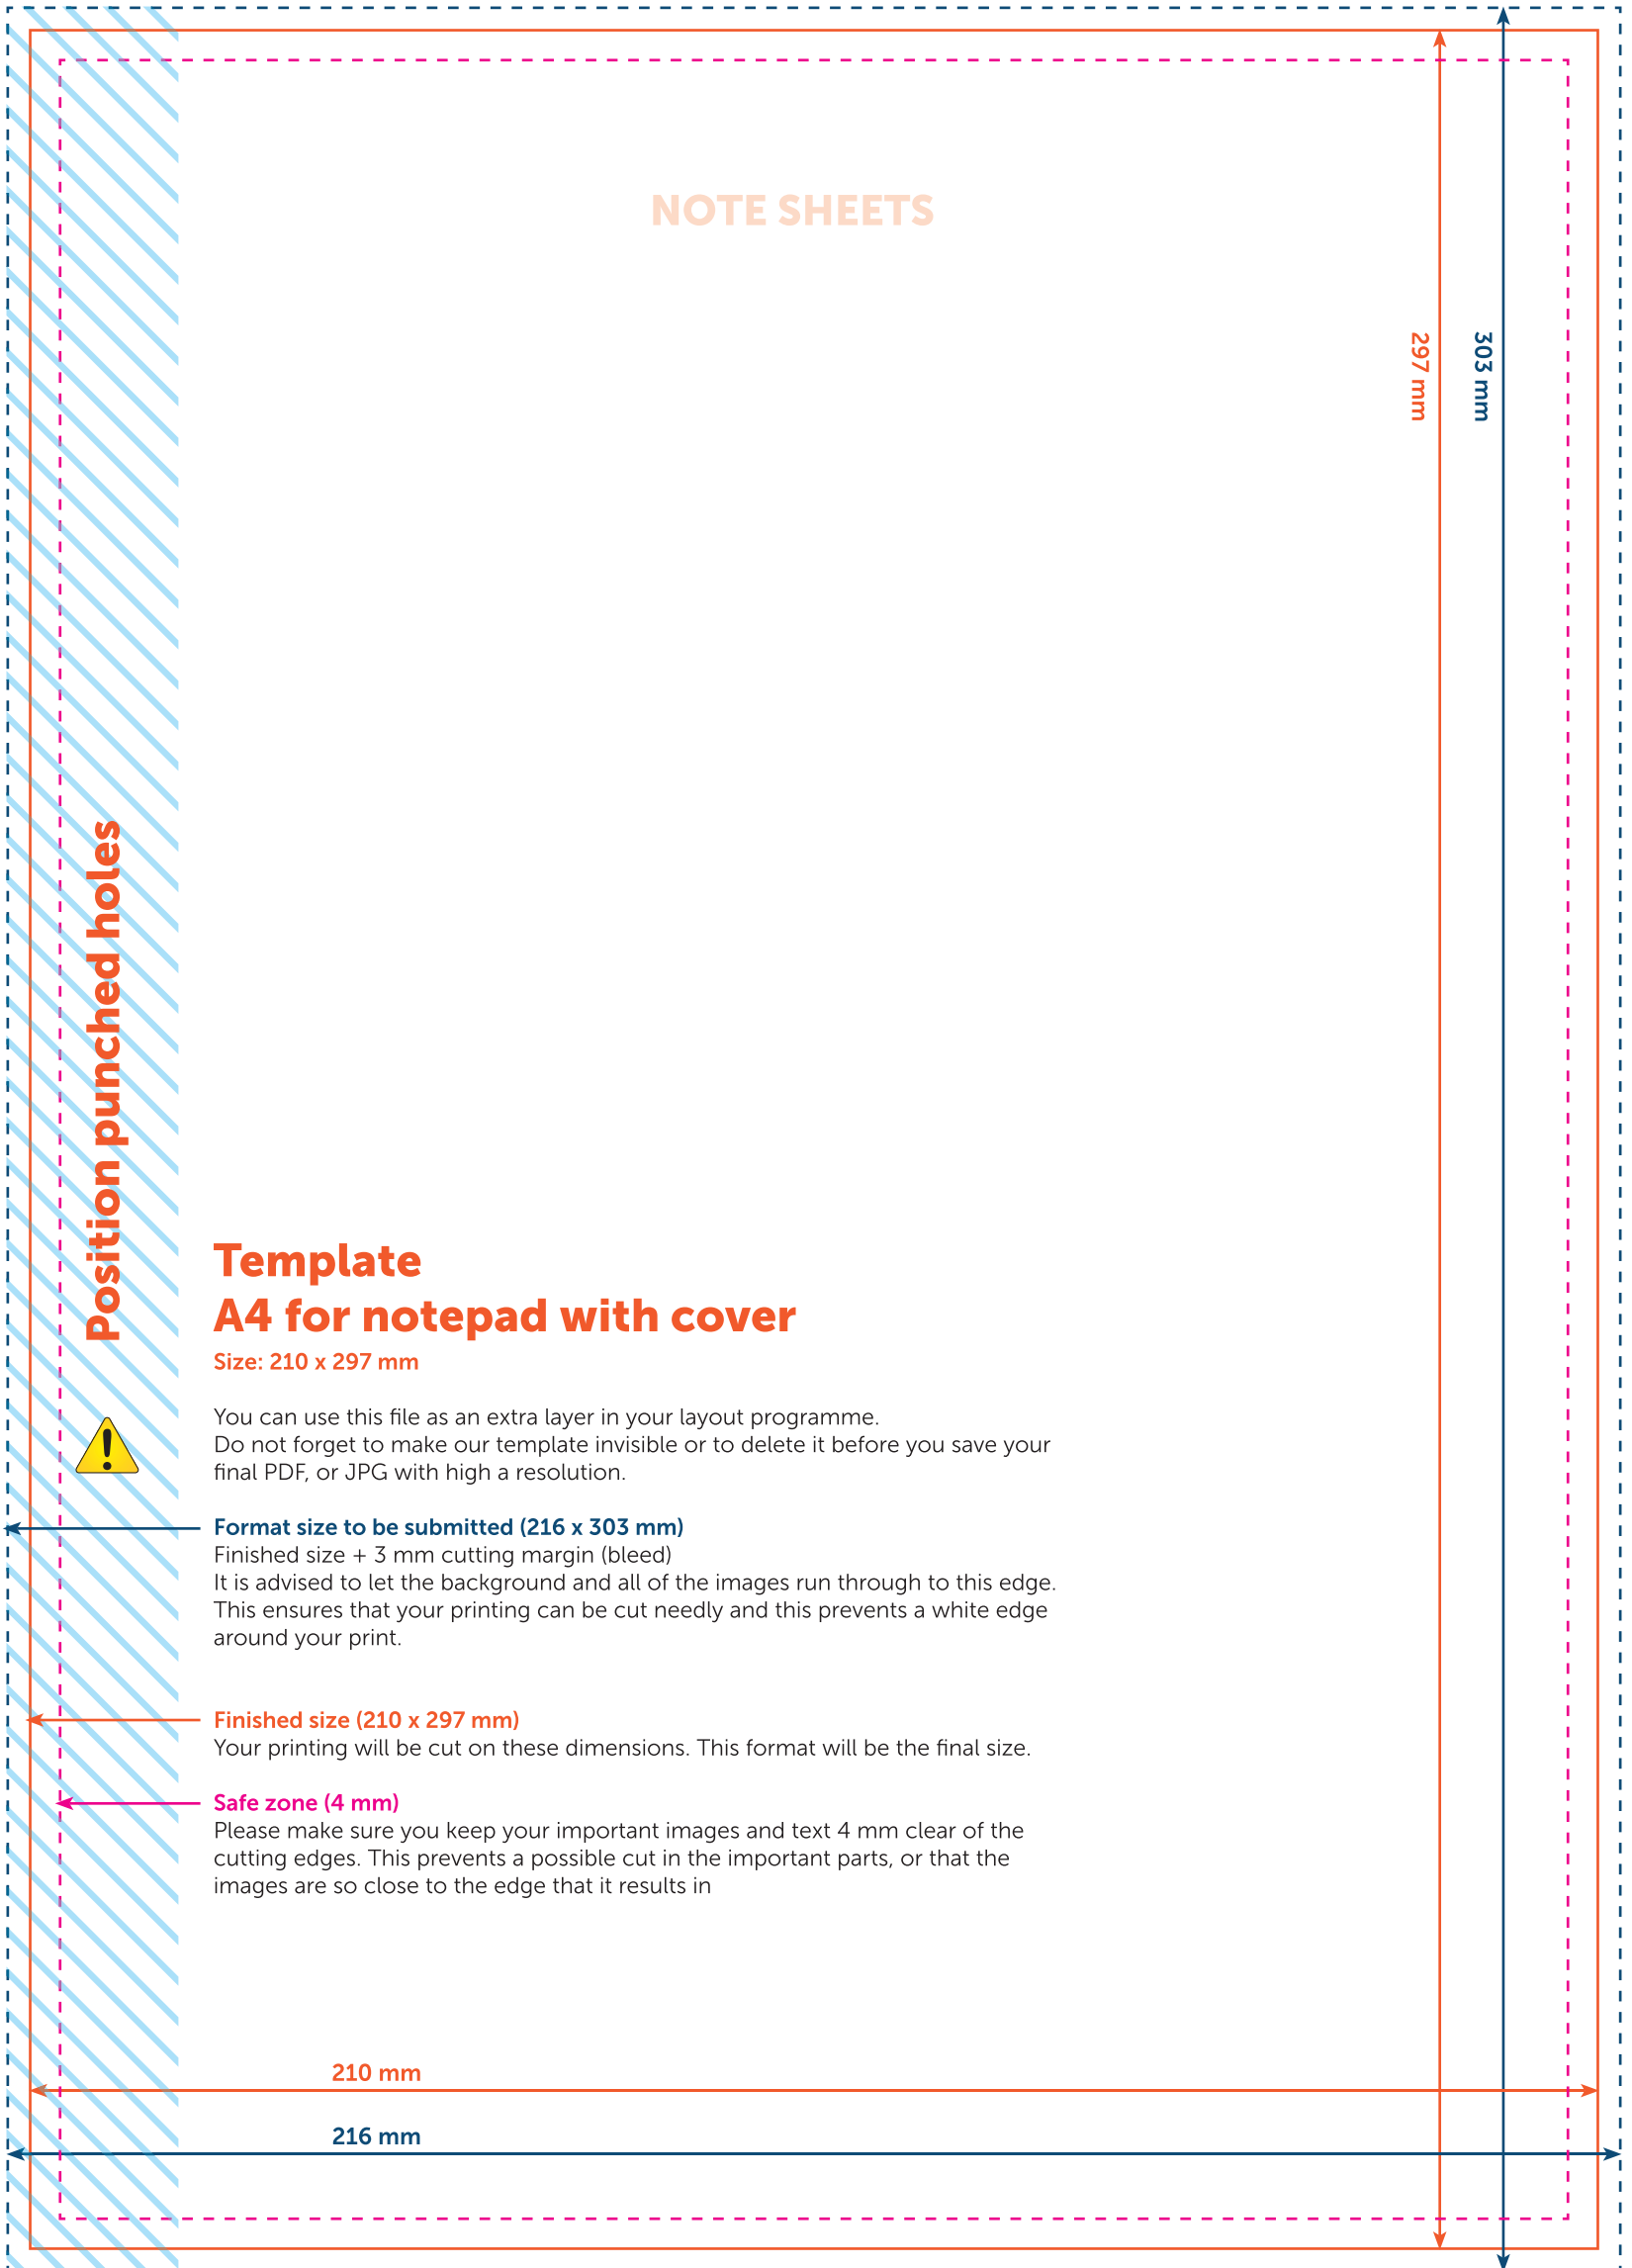 NOTE SHEETS
297 mm
303 mm
Position punched holes
Template
A4 for notepad with cover
Size: 210 x 297 mm
You can use this file as an extra layer in your layout programme.
Do not forget to make our template invisible or to delete it before you save your
final PDF, or JPG with high a resolution.
Format size to be submitted (216 x 303 mm)
Finished size + 3 mm cutting margin (bleed)
It is advised to let the background and all of the images run through to this edge.
This ensures that your printing can be cut needly and this prevents a white edge
around your print.
Finished size (210 x 297 mm)
Your printing will be cut on these dimensions. This format will be the final size.
Safe zone (4 mm)
Please make sure you keep your important images and text 4 mm clear of the
cutting edges. This prevents a possible cut in the important parts, or that the
images are so close to the edge that it results in
210 mm
216 mm